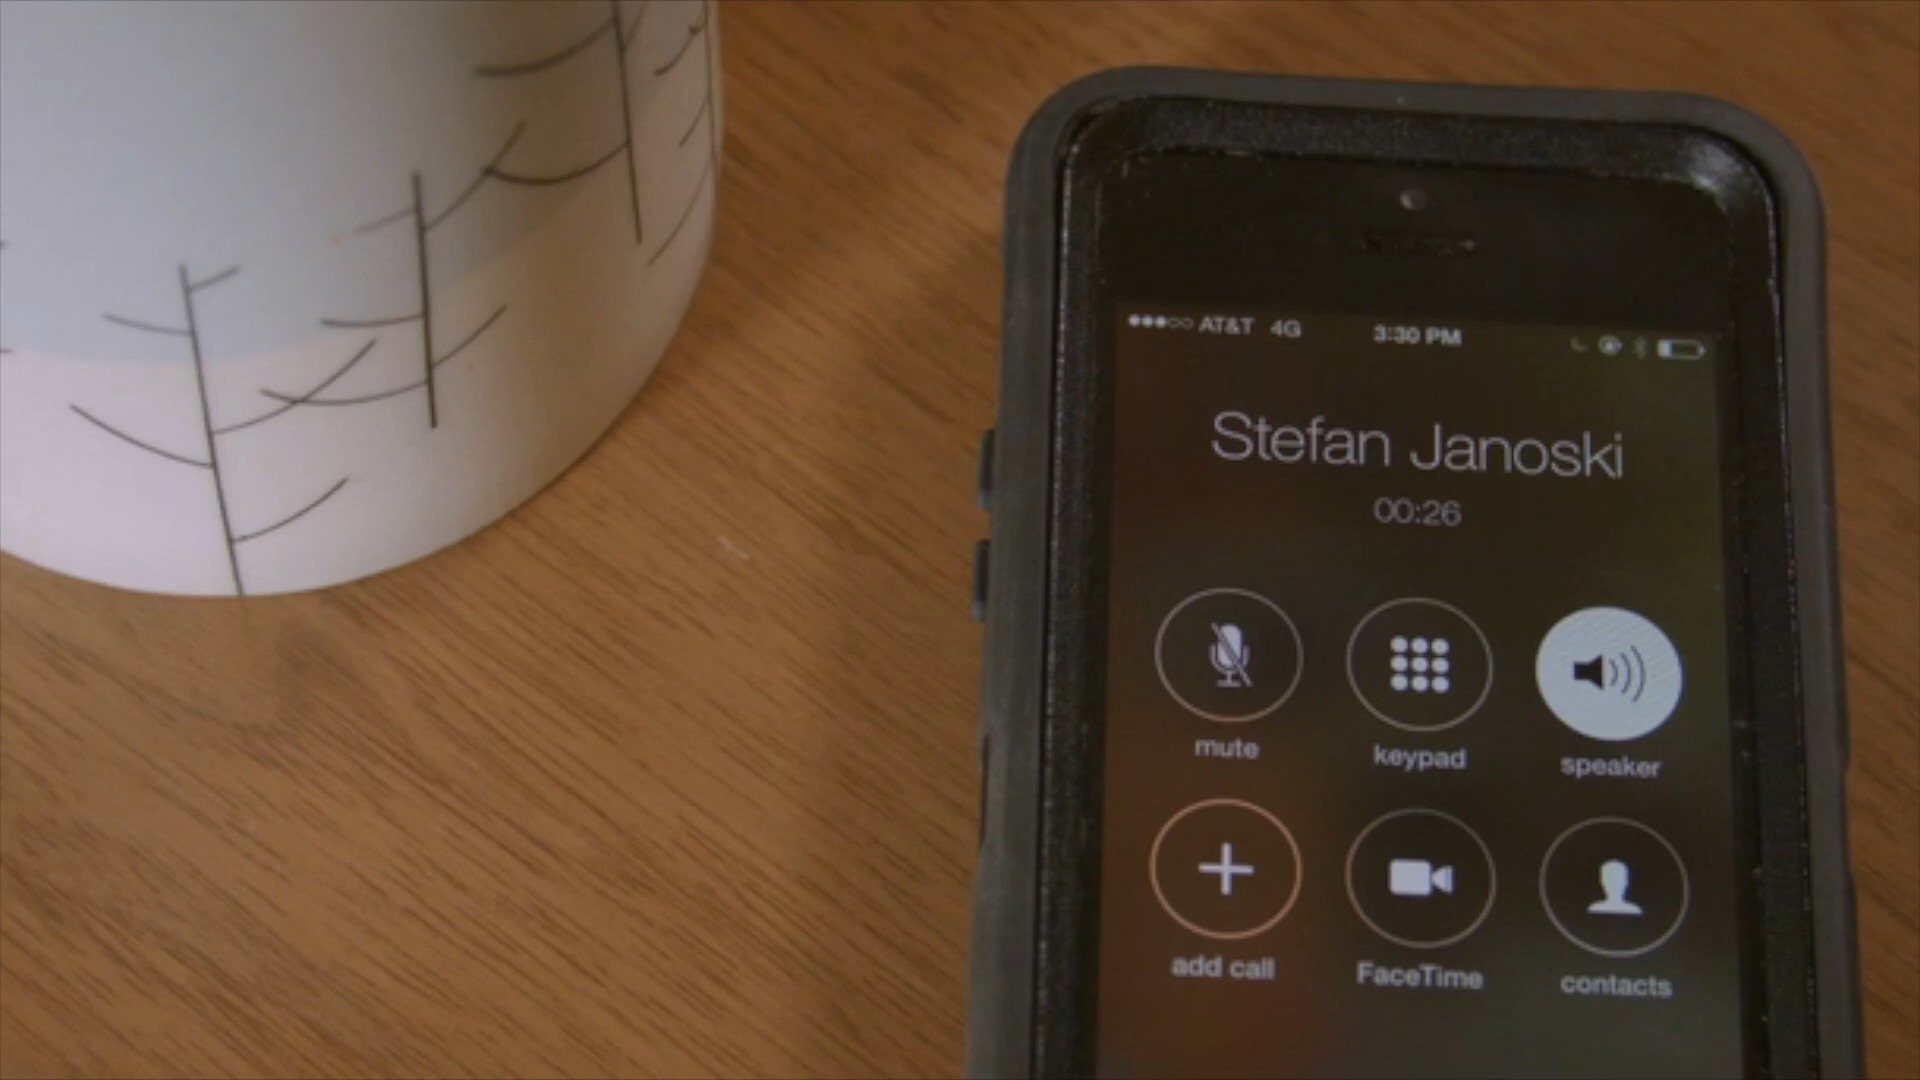 AT&T 4G 3:30 PM
Stefan Janoski
00:26
mute keypad speaker
add call FaceTime contacts